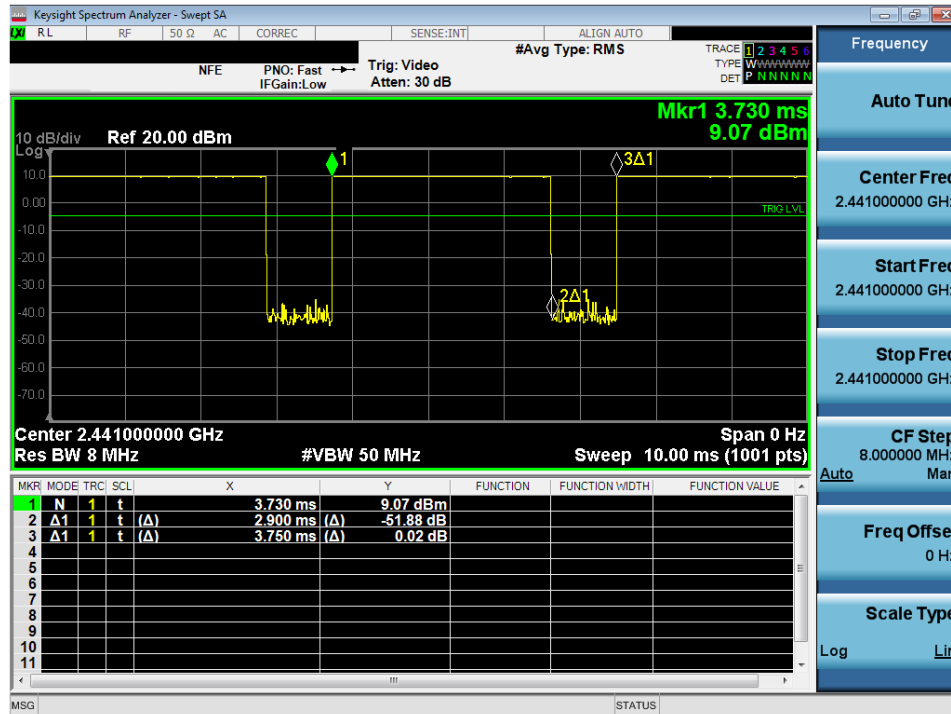 Keysight Spectrum Analyzer - Swept SA
LXI RL RF 50 Ω AC CORREC SENSE:INT ALIGN AUTO
#Avg Type: RMS
NFE
PNO: Fast
IFGain:Low
Trig: Video
Atten: 30 dB
TRACE 1 2 3 4 5 6
TYPE WWWWWW
DET P N N N N N
Mkr1 3.730 ms
9.07 dBm
10 dB/div Ref 20.00 dBm
Log
1
3Δ1
10.0
0.00
TRIG LVL
-10.0
-20.0
-30.0
2Δ1
-40.0
-50.0
-60.0
-70.0
Center 2.441000000 GHz Span 0 Hz
Res BW 8 MHz #VBW 50 MHz Sweep 10.00 ms (1001 pts)
MKR MODE TRC SCL X Y FUNCTION FUNCTION WIDTH FUNCTION VALUE
1 N 1 t 3.730 ms 9.07 dBm
2 Δ1 1 t (Δ) 2.900 ms (Δ) -51.88 dB
3 Δ1 1 t (Δ) 3.750 ms (Δ) 0.02 dB
4
5
6
7
8
9
10
11
MSG STATUS
Frequency
Auto Tune
Center Freq
2.441000000 GHz
Start Freq
2.441000000 GHz
Stop Freq
2.441000000 GHz
CF Step
8.000000 MHz
Auto Man
Freq Offset
0 Hz
Scale Type
Log Lin